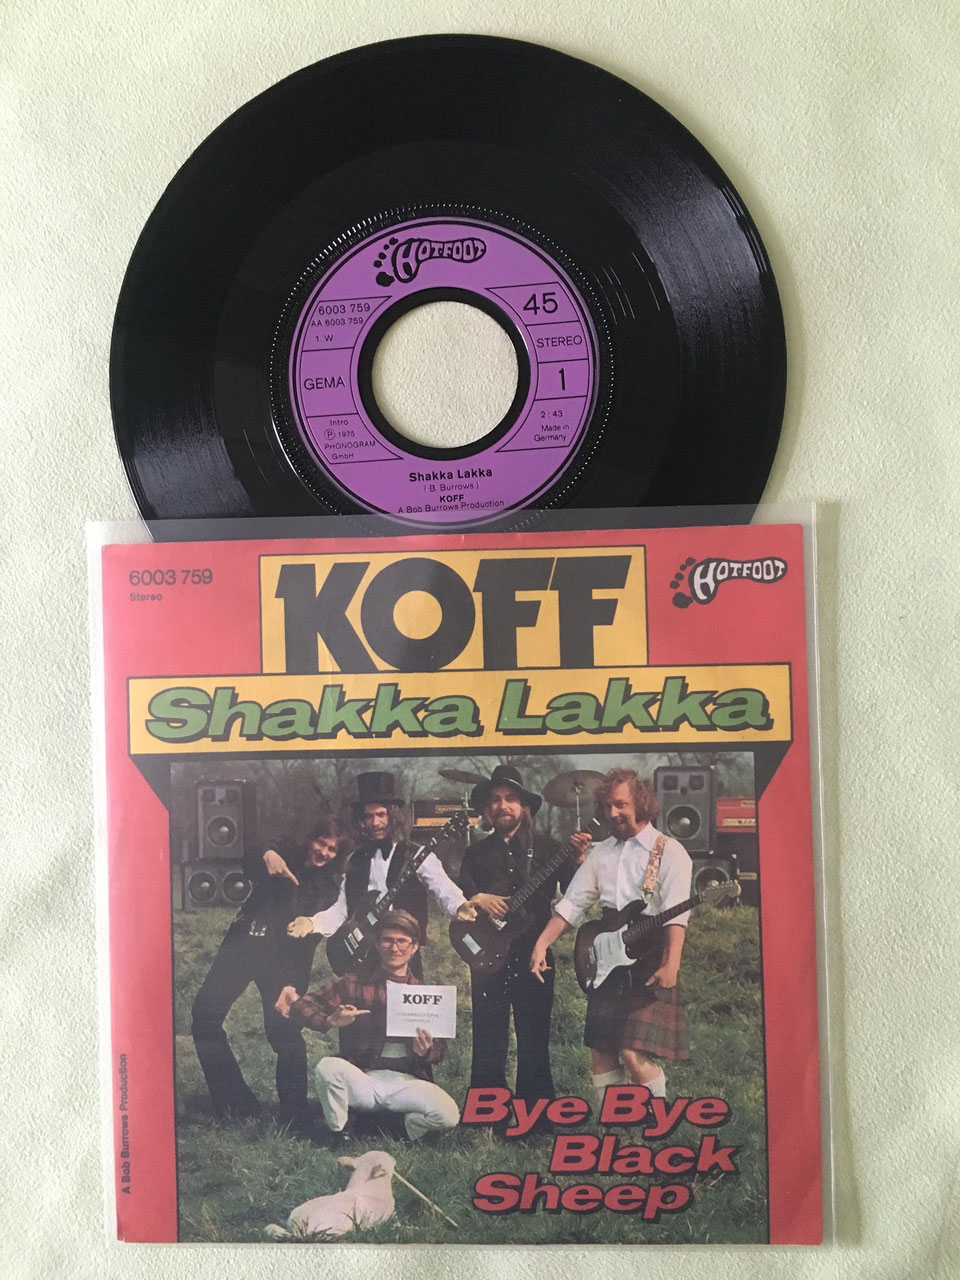 HOTFOOT
6003 759
AA 6003 759
1. W
GEMA
Intro
Ⓟ 1976
PHONOGRAM
GmbH
45
STEREO
1
2:43
Made in
Germany
Shakka Lakka
( B. Burrows )
KOFF
A Bob Burrows Production
6003 759
Stereo
KOFF
HOTFOOT
Shakka Lakka
KOFF
Bye Bye
Black
Sheep
A Bob Burrows Production